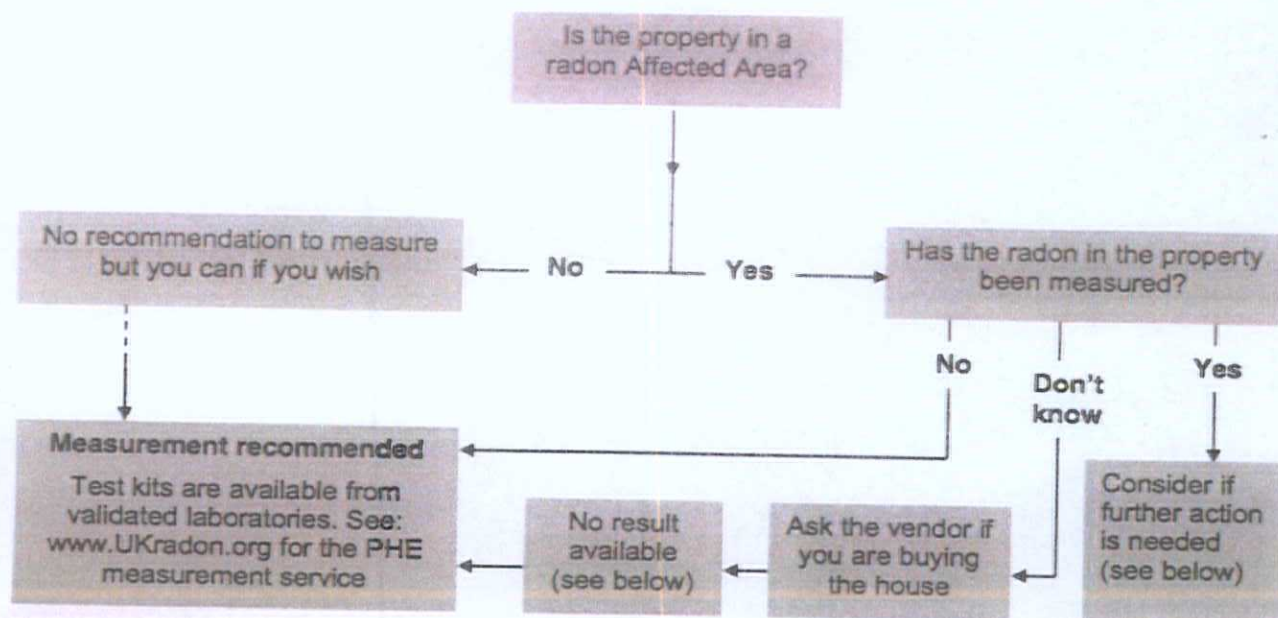 Is the property in a
radon Affected Area?
No recommendation to measure
but you can if you wish
No
Yes
Has the radon in the property
been measured?
No
Don't
know
Yes
Measurement recommended
Test kits are available from
validated laboratories. See:
www.UKradon.org for the PHE
measurement service
No result
available
(see below)
Ask the vendor if
you are buying
the house
Consider if
further action
is needed
(see below)